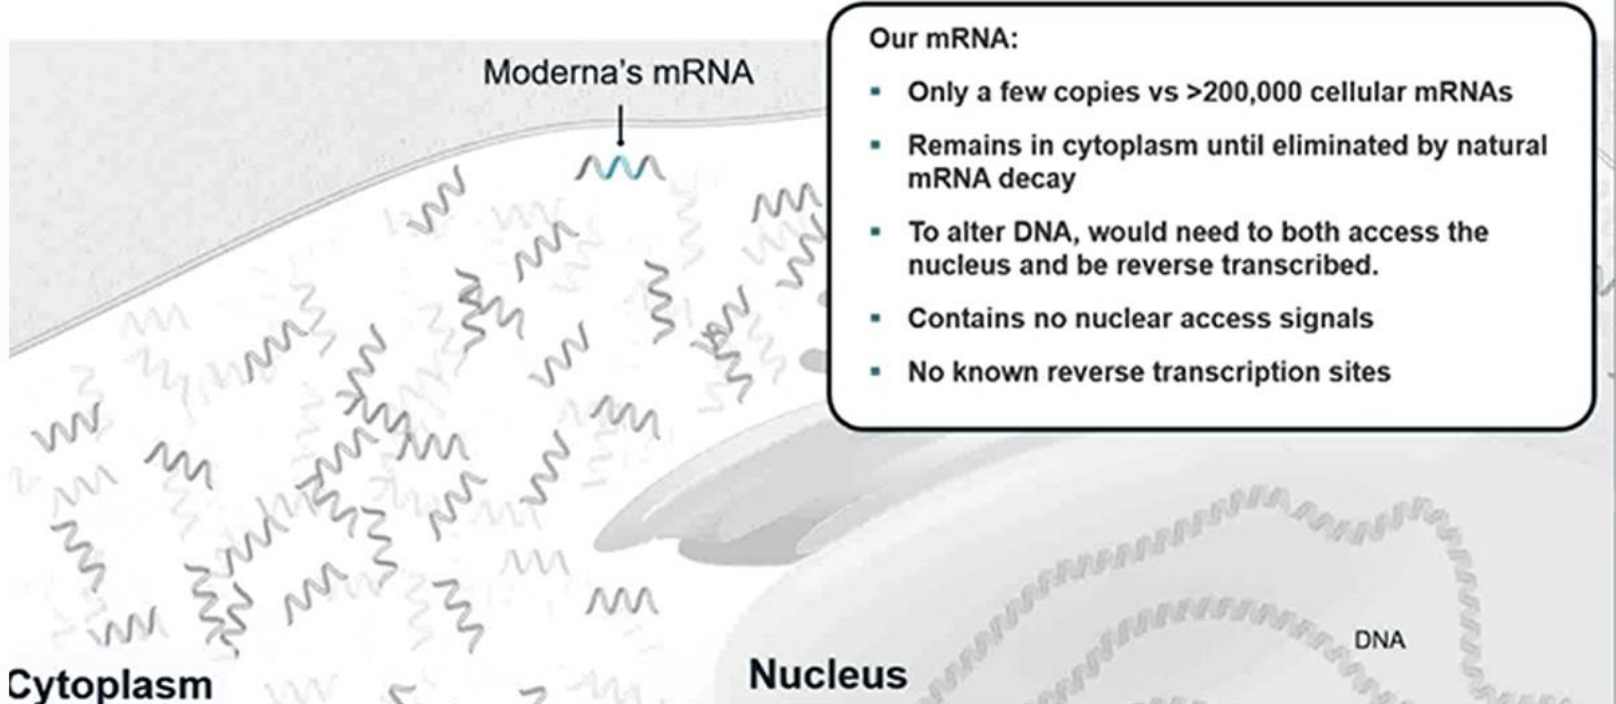 Moderna's mRNA
Our mRNA:
▪ Only a few copies vs >200,000 cellular mRNAs
▪ Remains in cytoplasm until eliminated by natural
mRNA decay
▪ To alter DNA, would need to both access the
nucleus and be reverse transcribed.
▪ Contains no nuclear access signals
▪ No known reverse transcription sites
DNA
Cytoplasm
Nucleus